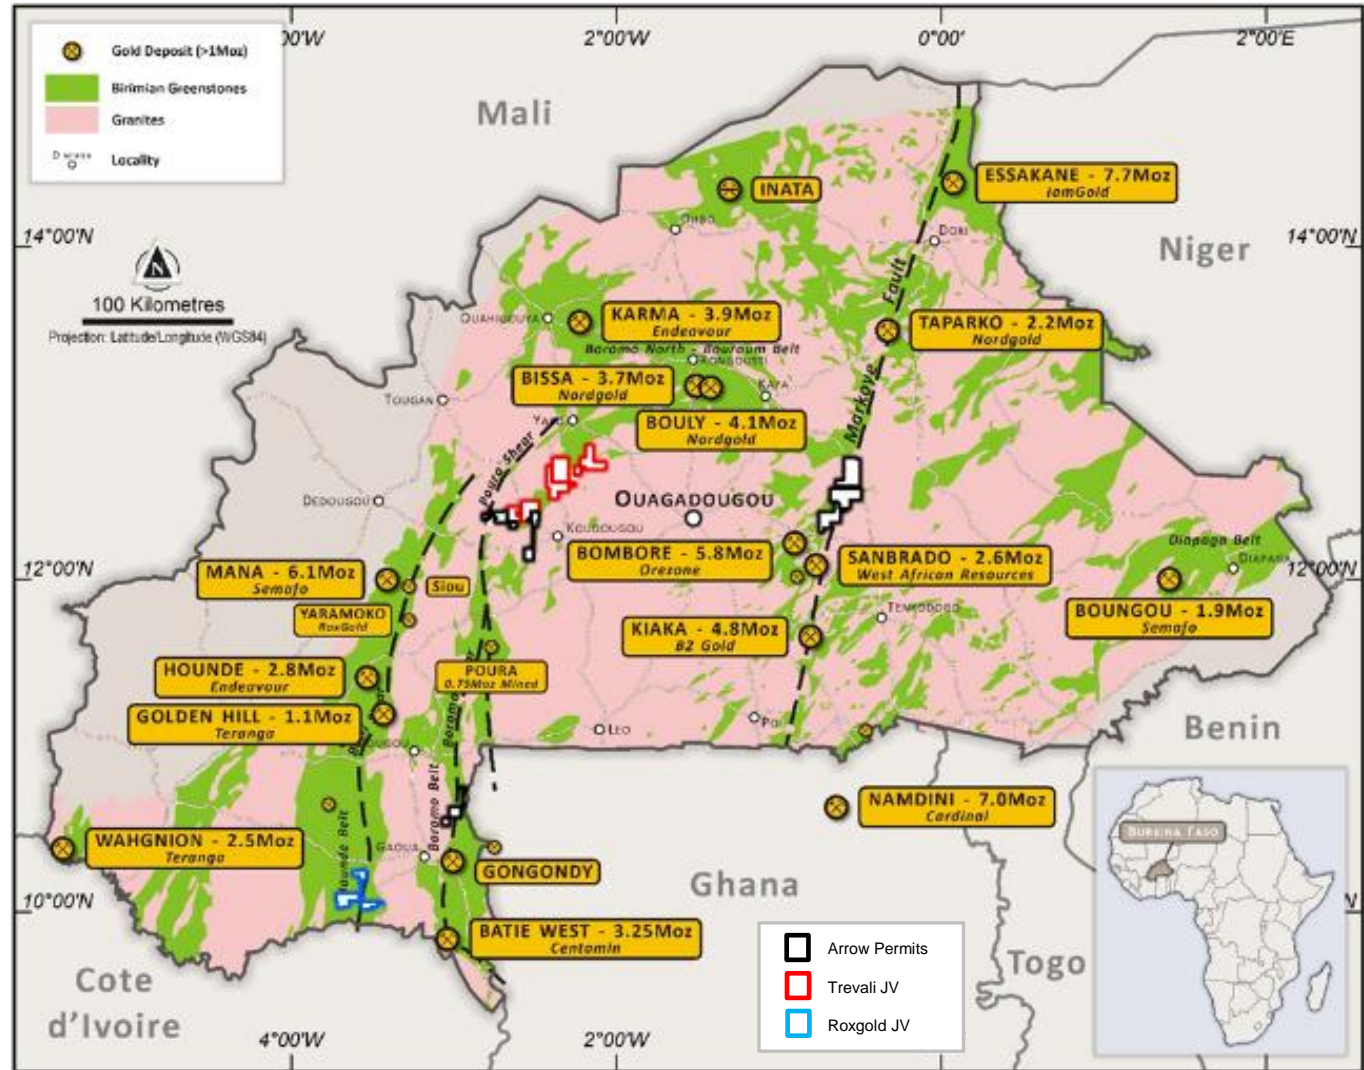 Gold Deposit (>1Moz)
Birimian Greenstones
Granites
Locality
00'W
2°00'W
0°00'
2°00'E
Mali
INATA
ESSAKANE - 7.7Moz
IamGold
Niger
14°00'N
14°00'N
DORI
N
100 Kilometres
Projection: Latitude/Longitude (WGS84)
OUAHIGOUYA
KARMA - 3.9Moz
Endeavour
Boromo North - Bouroum Belt
Markoye Fault
TAPARKO - 2.2Moz
Nordgold
BISSA - 3.7Moz
Nordgold
KAYA
TOUGAN
BOULY - 4.1Moz
Nordgold
Poura Shear
DEDOUGOU
OUAGADOUGOU
KOUDOUGOU
BOMBORE - 5.8Moz
Orezone
SANBRADO - 2.6Moz
West African Resources
Diapaga Belt
DIAPAGA
12°00'N
12°00'N
MANA - 6.1Moz
Semafo
Siou
YARAMOKO
RoxGold
TENKODOGO
BOUNGOU - 1.9Moz
Semafo
KIAKA - 4.8Moz
B2 Gold
HOUNDE - 2.8Moz
Endeavour
POURA
0.75Moz Mined
GOLDEN HILL - 1.1Moz
Teranga
LEO
PO
Benin
Boromo Belt
NAMDINI - 7.0Moz
Cardinal
WAHGNION - 2.5Moz
Teranga
Hounde Belt
GAOUA
GONGONDY
Ghana
BURKINA FASO
10°00'N
N
BATIE WEST - 3.25Moz
Centamin
Arrow Permits
Trevali JV
Roxgold JV
Togo
Cote
d'Ivoire
4°00'W
2°00'W